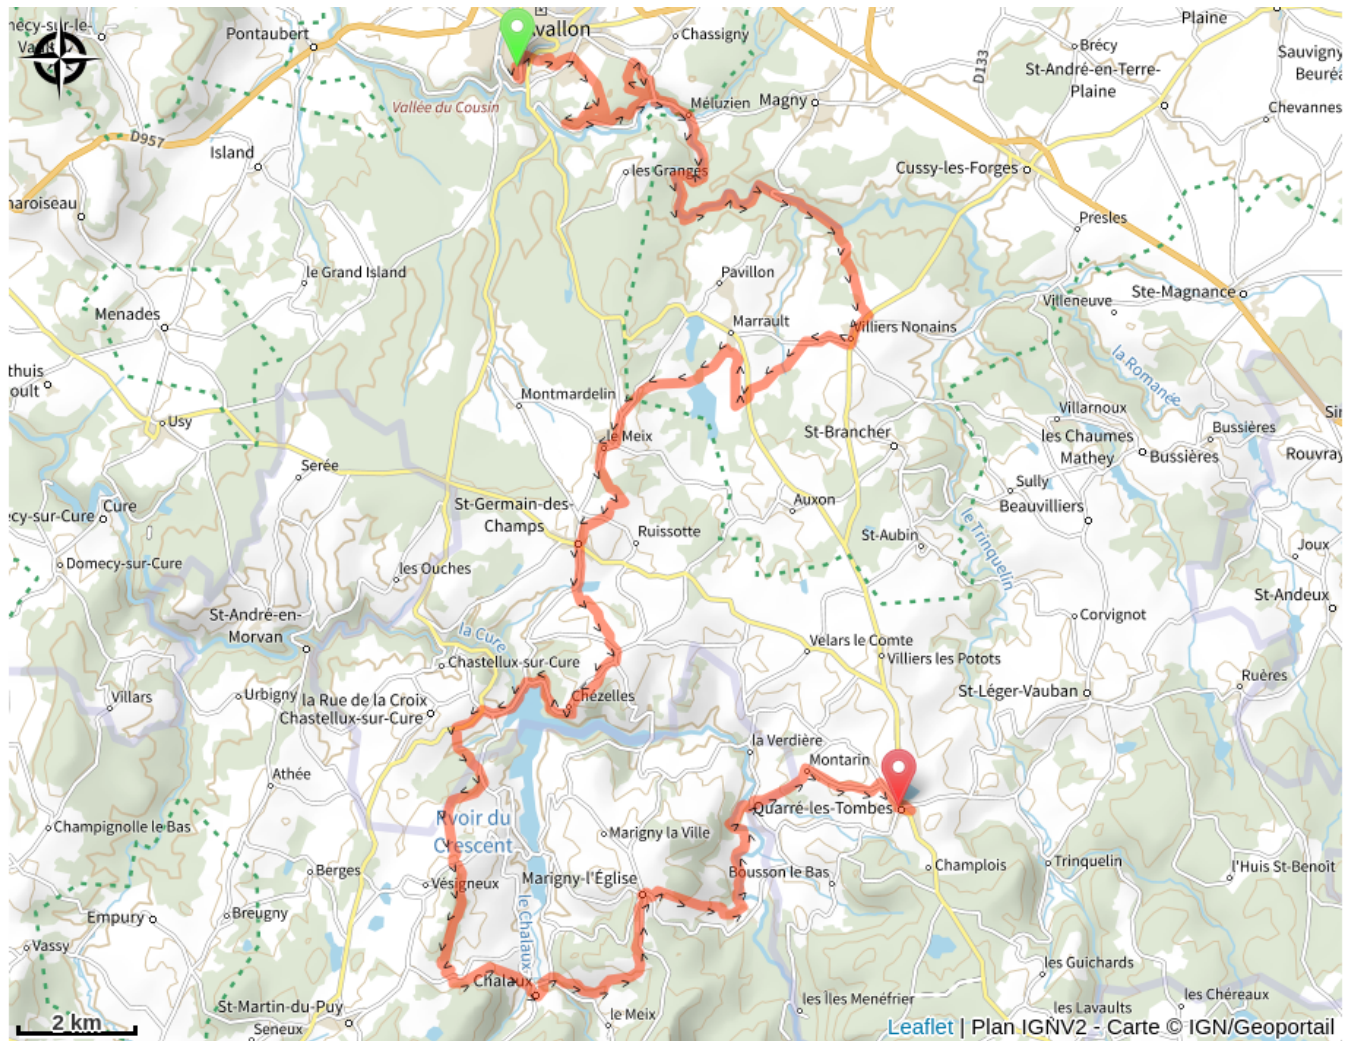 Plaine
Pontaubert
vallon
Chassigny
Brécy
Sauvigny
D133
St-André-en-Terre-
Plaine
Vallée du Cousin
Méluzien
Magny
Chevannes
D957
Island
les Granges
Cussy-les-Forges
Presles
le Grand Island
Pavillon
Ste-Magnance
Villeneuve
Menades
Marrault
Villiers Nonains
la Romanée
Montmardelin
Villarnoux
Usy
le Meix
St-Brancher
les Chaumes
Mathey
Bussières
Bussières
Rouvray
Serée
Sully
Cure
Beauvilliers
St-Germain-des-
Champs
Auxon
Ruissotte
St-Aubin
le Trinquelin
Joux
Domecy-sur-Cure
les Ouches
St-Andeux
St-André-en-
Morvan
la Cure
Corvignot
Velars le Comte
Villiers les Potots
Chastellux-sur-Cure
Ruères
Villars
Urbigny
la Rue de la Croix
Chastellux-sur-Cure
Chézelles
St-Léger-Vauban
la Verdière
Montarin
Athée
Quarré-les-Tombes
Champignolle le Bas
rvoir du
Crescent
Marigny la Ville
Trinquelin
Champlois
l'Huis St-Benoit
Berges
Vésigneux
Marigny-l'Église
Bousson le Bas
Empury
Breugny
le Chalaux
Vassy
les Guichards
Chalaux
St-Martin-du-Puy
les Îles Menéfrier
les Lavaults
les Chéreaux
Seneux
le Meix
2 km
Leaflet | Plan IGNV2 - Carte © IGN/Geoportail